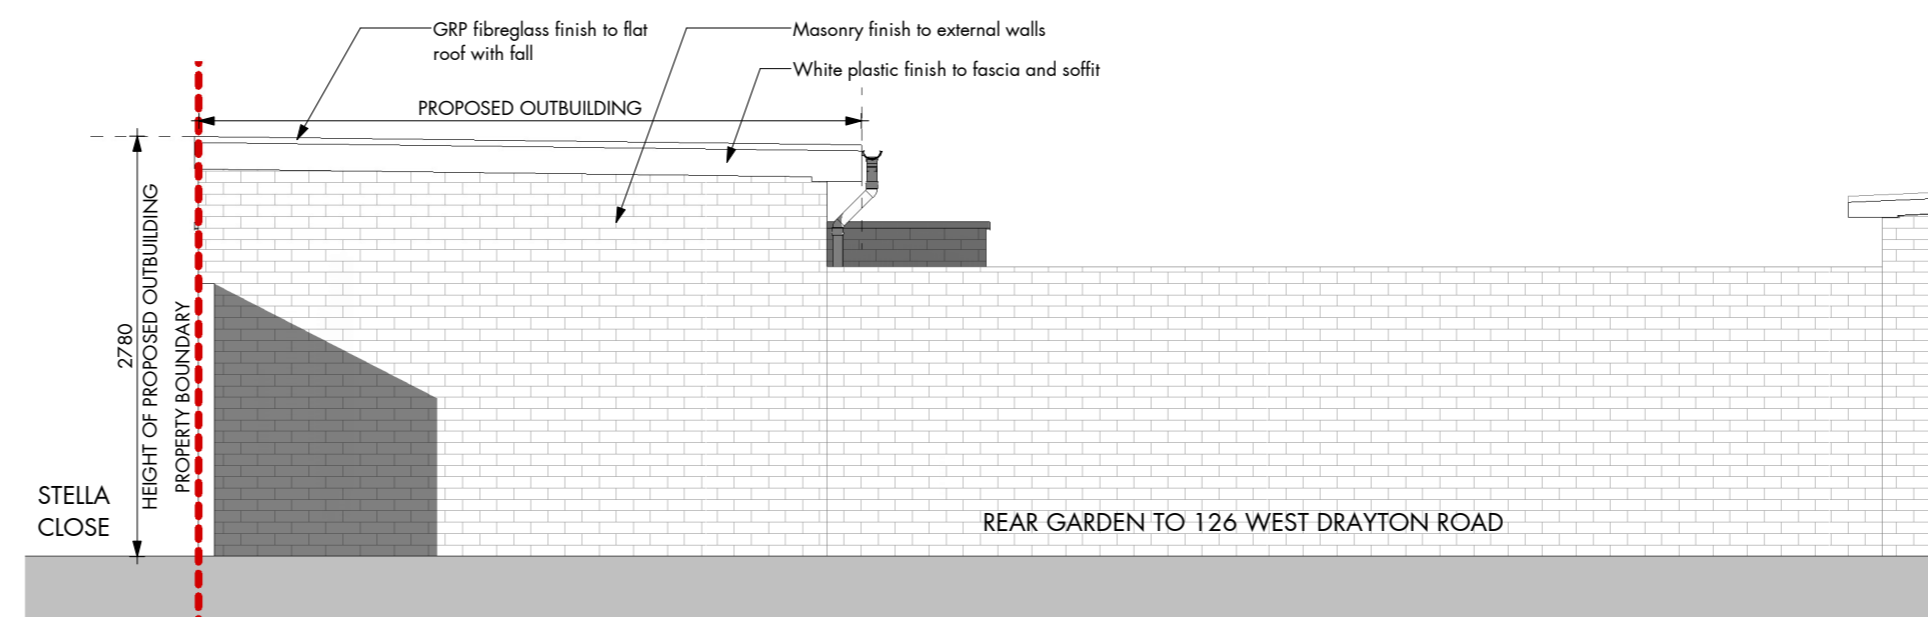 GRP fibreglass finish to flat
roof with fall
Masonry finish to external walls
White plastic finish to fascia and soffit
PROPOSED OUTBUILDING
2780
HEIGHT OF PROPOSED OUTBUILDING
PROPERTY BOUNDARY
STELLA
CLOSE
REAR GARDEN TO 126 WEST DRAYTON ROAD